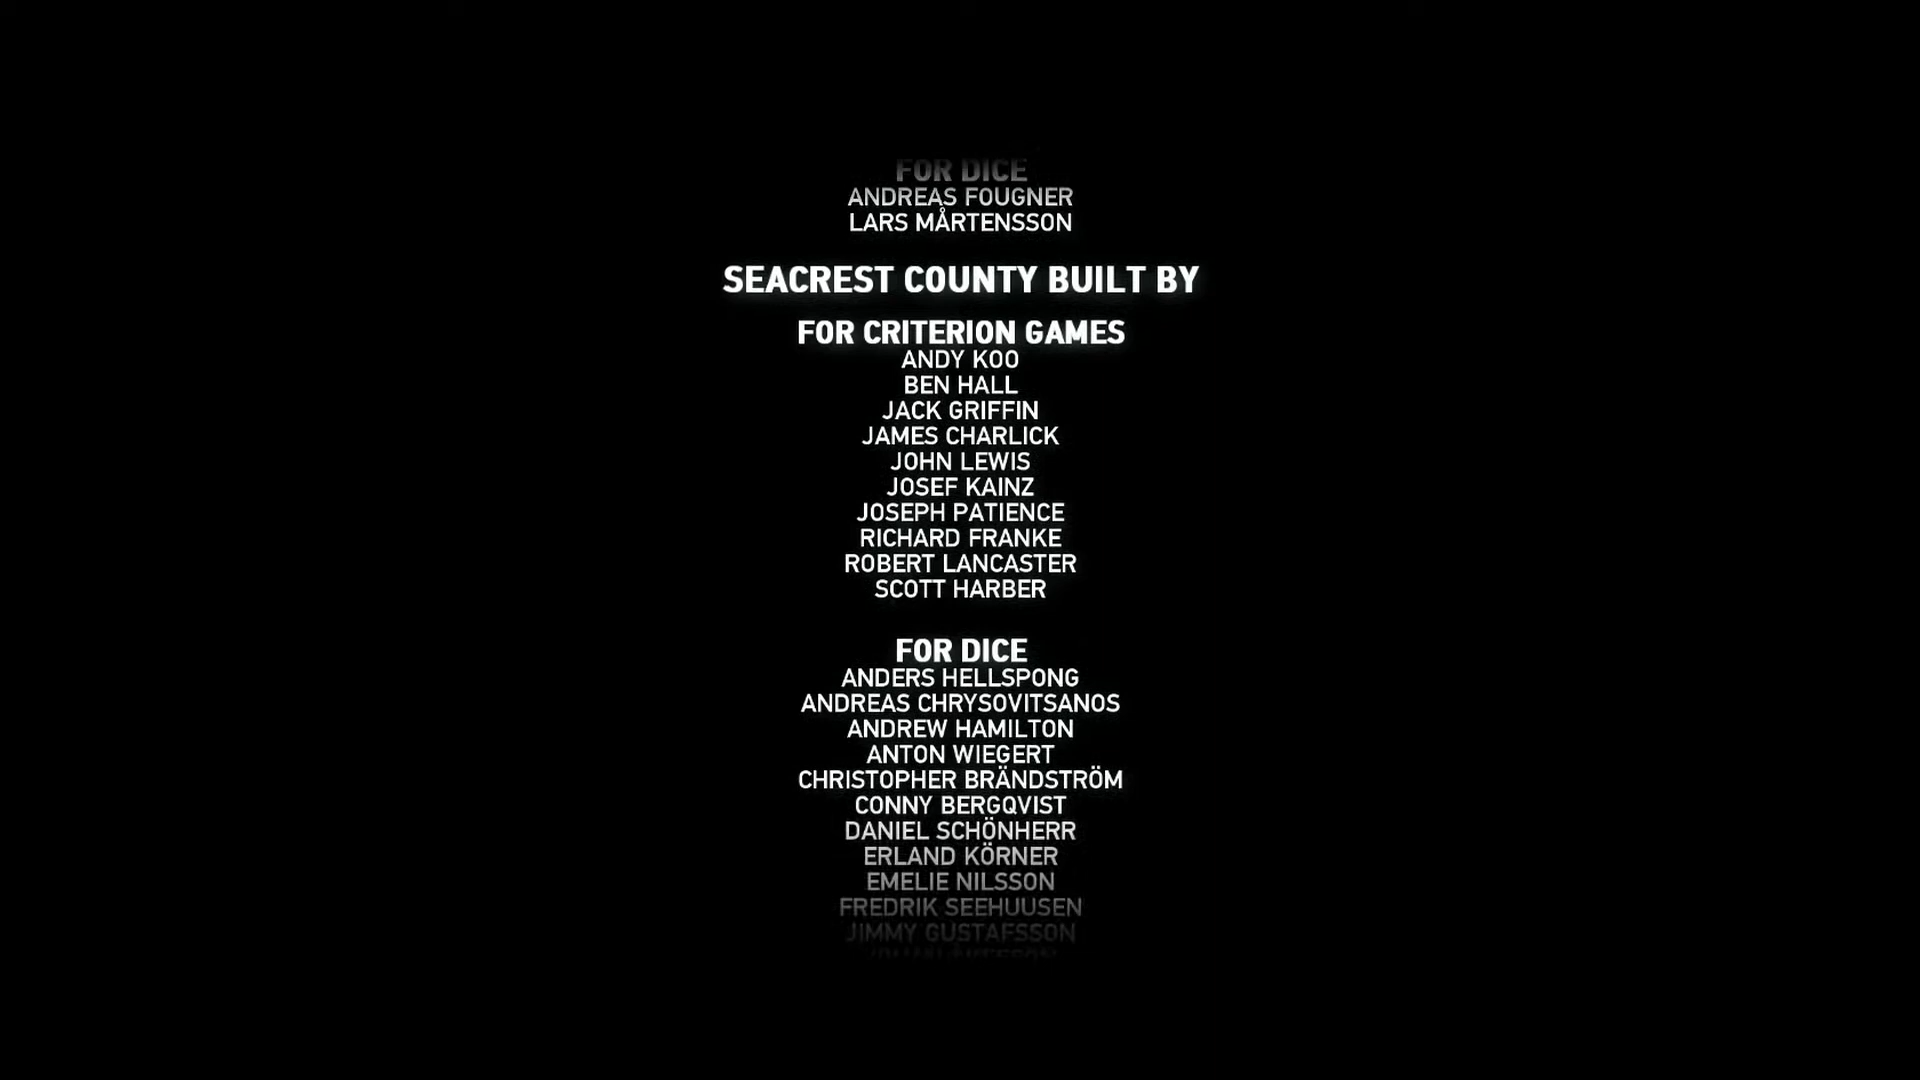 FOR DICE
ANDREAS FOUGNER
LARS MÅRTENSSON
SEACREST COUNTY BUILT BY
FOR CRITERION GAMES
ANDY KOO
BEN HALL
JACK GRIFFIN
JAMES CHARLICK
JOHN LEWIS
JOSEF KAINZ
JOSEPH PATIENCE
RICHARD FRANKE
ROBERT LANCASTER
SCOTT HARBER
FOR DICE
ANDERS HELLSPONG
ANDREAS CHRYSOVITSANOS
ANDREW HAMILTON
ANTON WIEGERT
CHRISTOPHER BRÄNDSTRÖM
CONNY BERGQVIST
DANIEL SCHÖNHERR
ERLAND KÖRNER
EMELIE NILSSON
FREDRIK SEEHUUSEN
JIMMY GUSTAFSSON